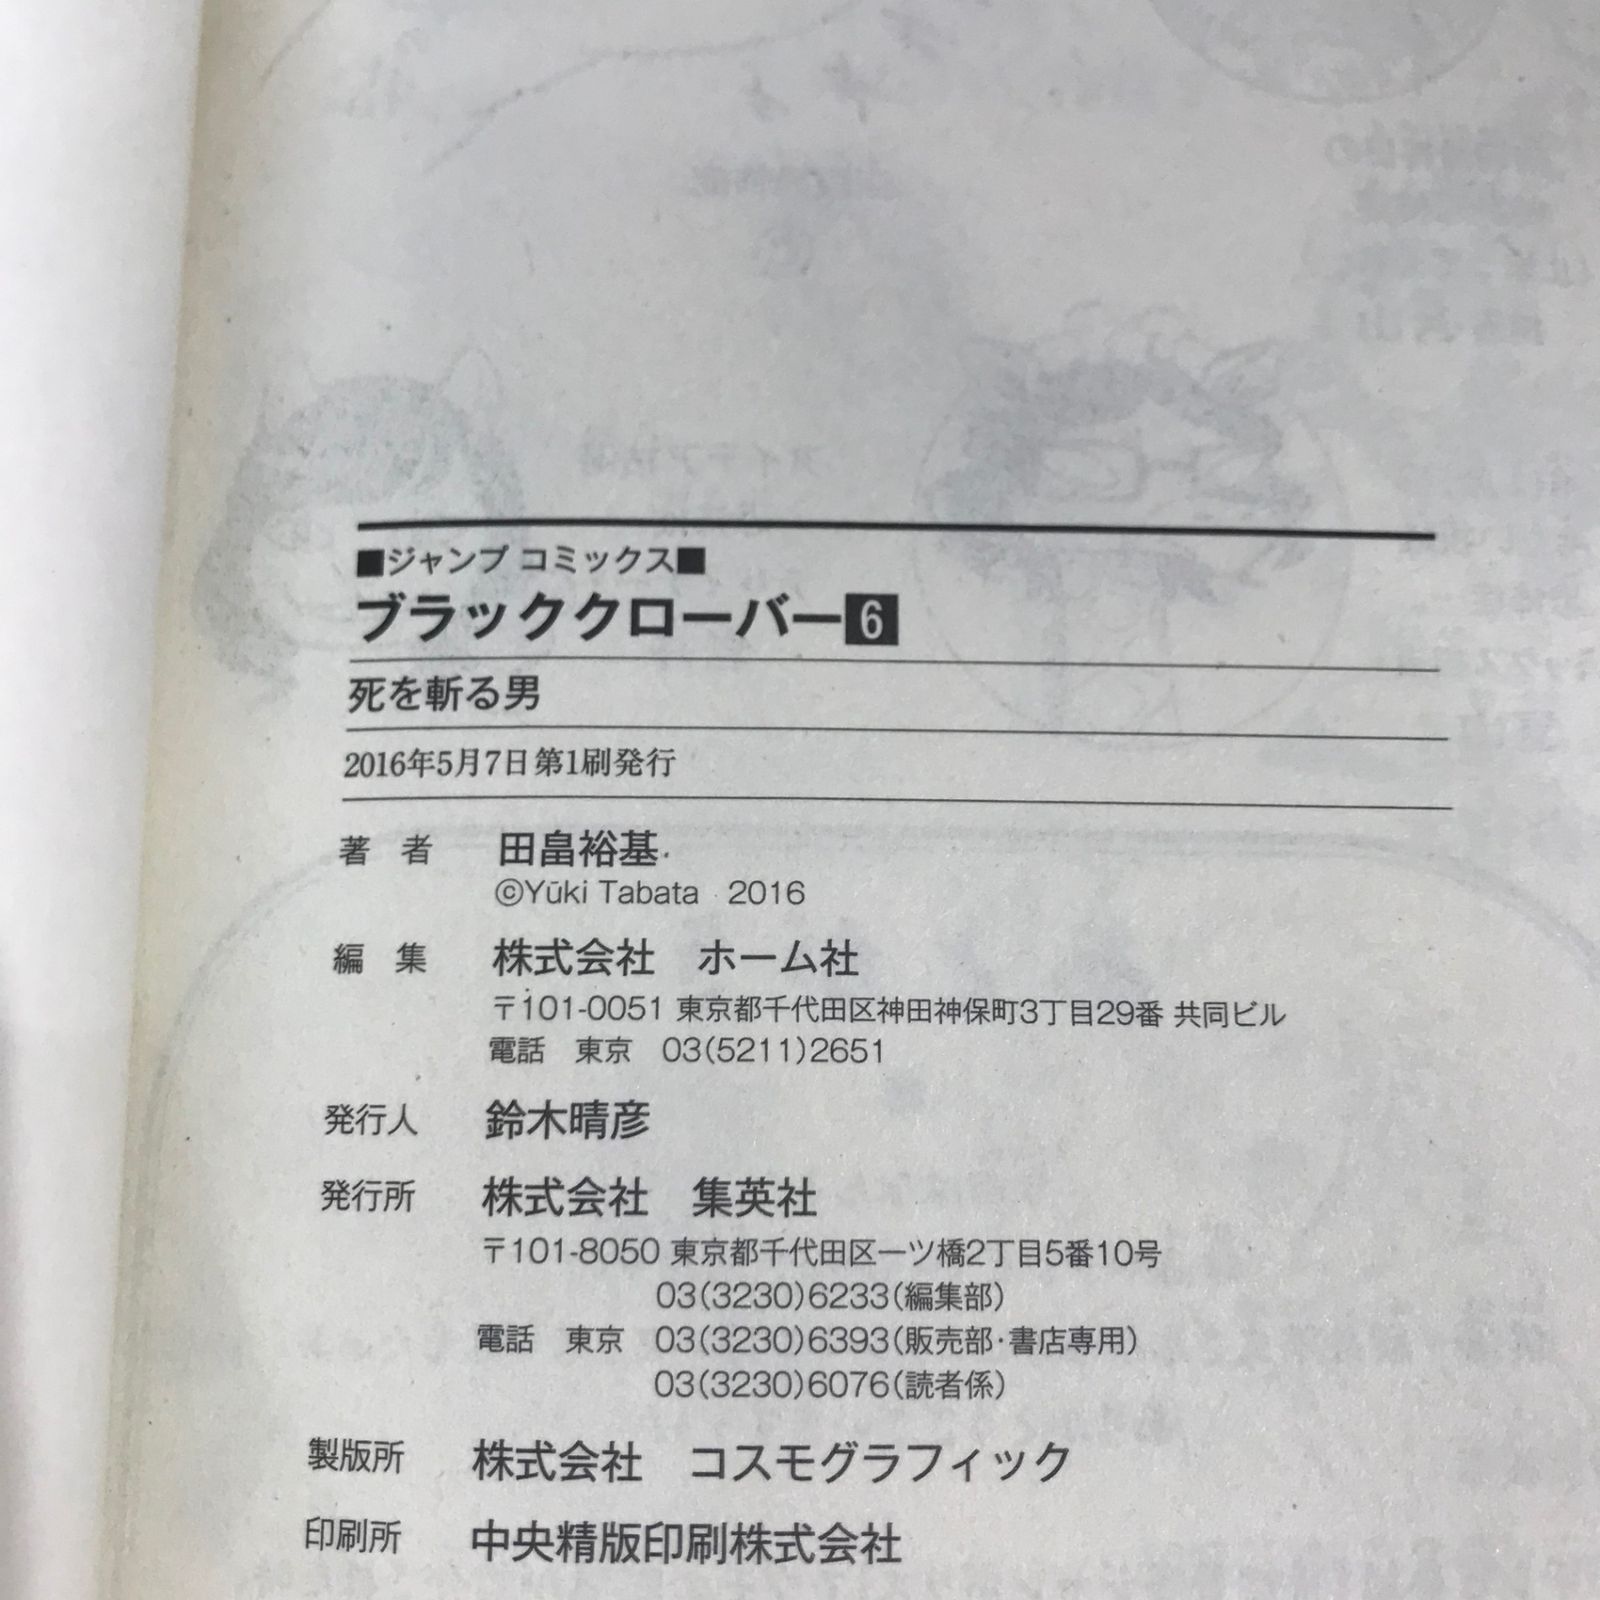 ■ジャンプ コミックス■
ブラッククローバー6
死を斬る男
2016年5月7日第1刷発行
著 者 田畠裕基
©Yūki Tabata 2016
編 集 株式会社 ホーム社
〒101-0051 東京都千代田区神田神保町3丁目29番 共同ビル
電話 東京 03(5211)2651
発行人 鈴木晴彦
発行所 株式会社 集英社
〒101-8050 東京都千代田区一ツ橋2丁目5番10号
03(3230)6233(編集部)
電話 東京 03(3230)6393(販売部·書店専用)
03(3230)6076(読者係)
製版所 株式会社 コスモグラフィック
印刷所 中央精版印刷株式会社